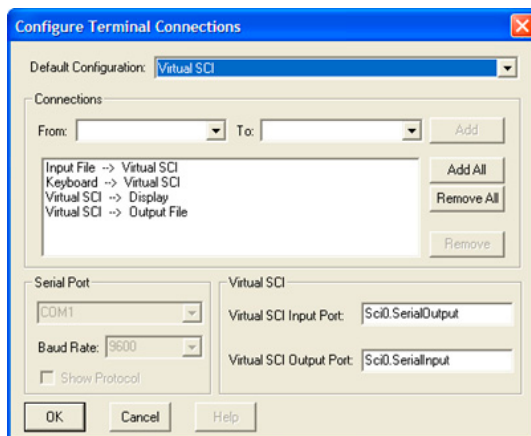 Configure Terminal Connections
Default Configuration: Virtual SCI
Connections
From: To: Add
Input File --> Virtual SCI
Keyboard --> Virtual SCI
Virtual SCI --> Display
Virtual SCI --> Output File
Add All
Remove All
Remove
Serial Port
COM1
Baud Rate: 9600
Show Protocol
Virtual SCI
Virtual SCI Input Port: Sci0.SerialOutput
Virtual SCI Output Port: Sci0.SerialInput
OK Cancel Help